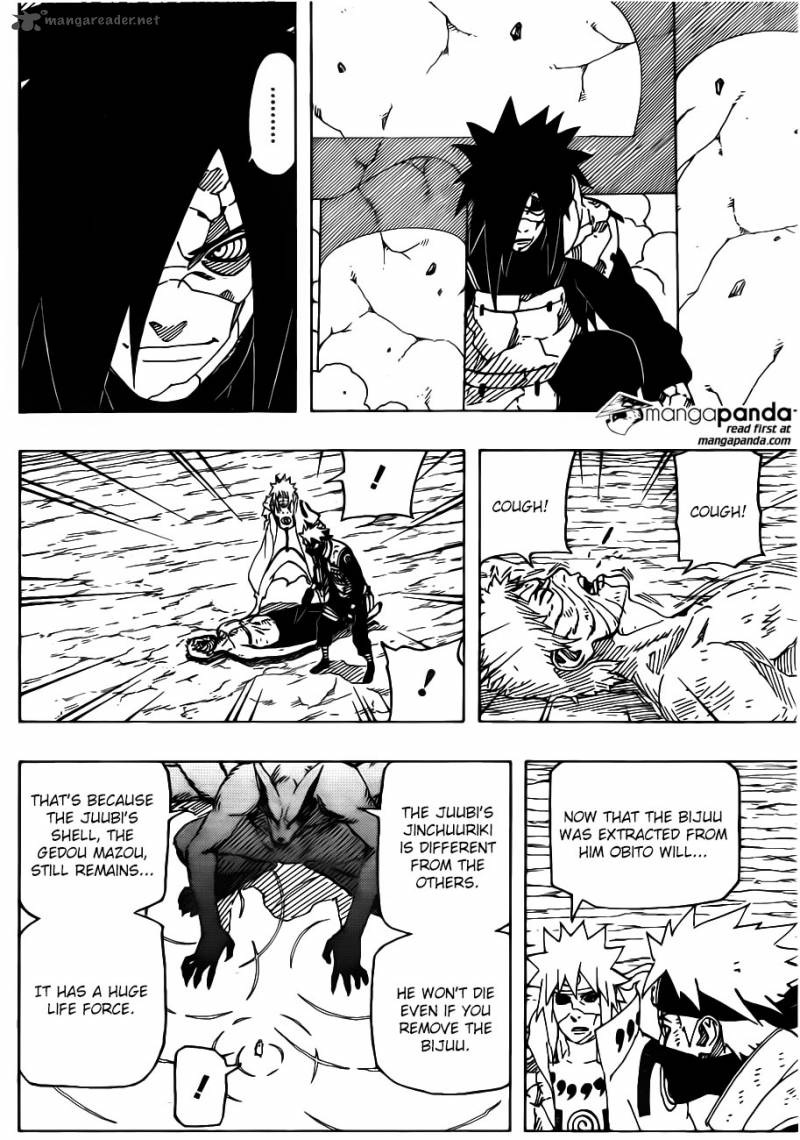 mangareader.net
.........
mangapanda
read first at
mangapanda.com
COUGH!
COUGH!
!
!
NOW THAT THE BIJUU
WAS EXTRACTED FROM
HIM OBITO WILL...
THE JUUBI'S
JINCHUURIKI
IS DIFFERENT
FROM THE
OTHERS.
HE WON'T DIE
EVEN IF YOU
REMOVE THE
BIJUU.
THAT'S BECAUSE
THE JUUBI'S
SHELL, THE
GEDOU MAZOU,
STILL REMAINS...
IT HAS A HUGE
LIFE FORCE.
!